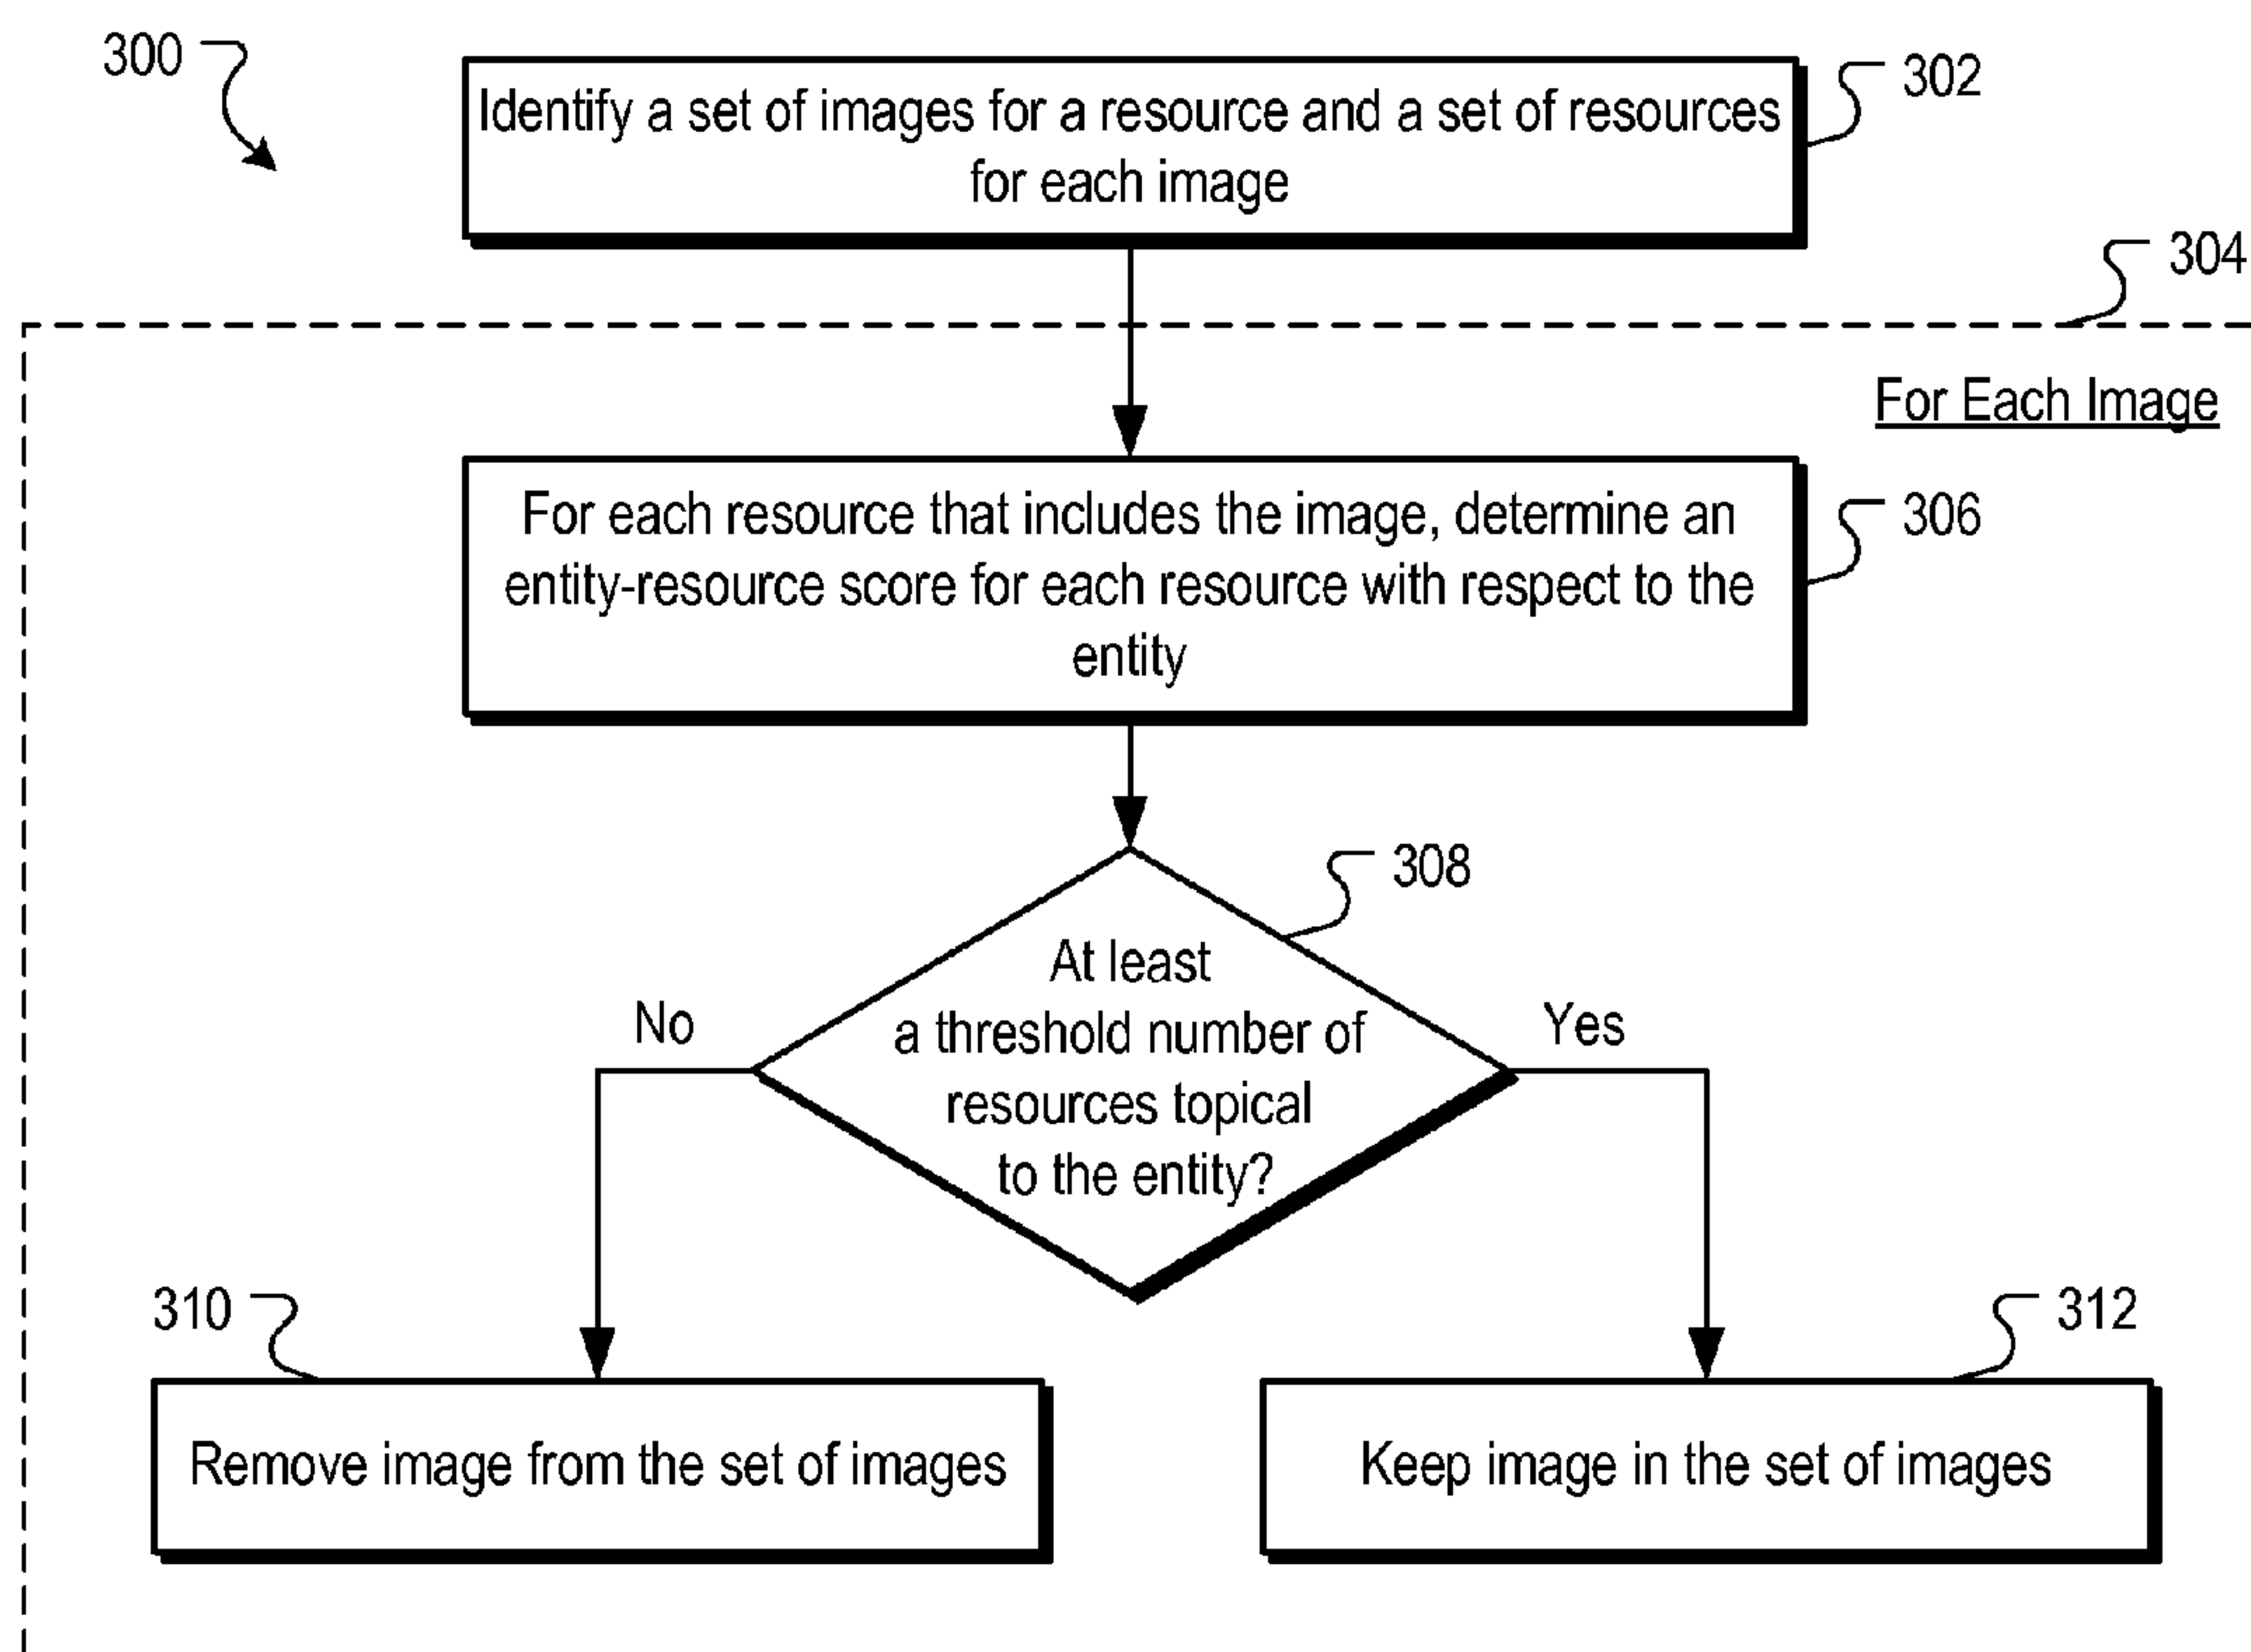 300
302
Identify a set of images for a resource and a set of resources
for each image
304
For Each Image
306
For each resource that includes the image, determine an
entity-resource score for each resource with respect to the
entity
308
At least
a threshold number of
resources topical
to the entity?
No
Yes
310
312
Remove image from the set of images
Keep image in the set of images